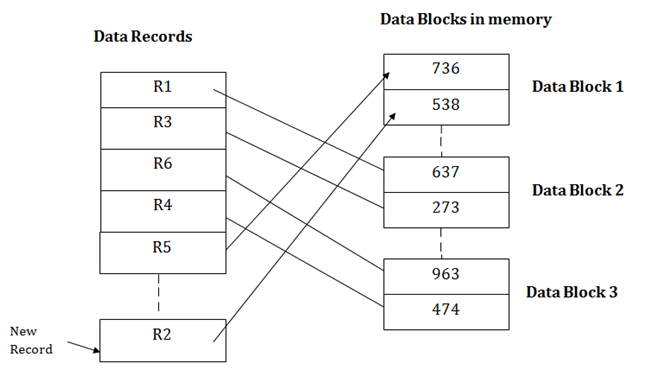 Data Records
R1
R3
R6
R4
R5
R2
New
Record
Data Blocks in memory
736
538
Data Block 1
637
273
Data Block 2
963
474
Data Block 3